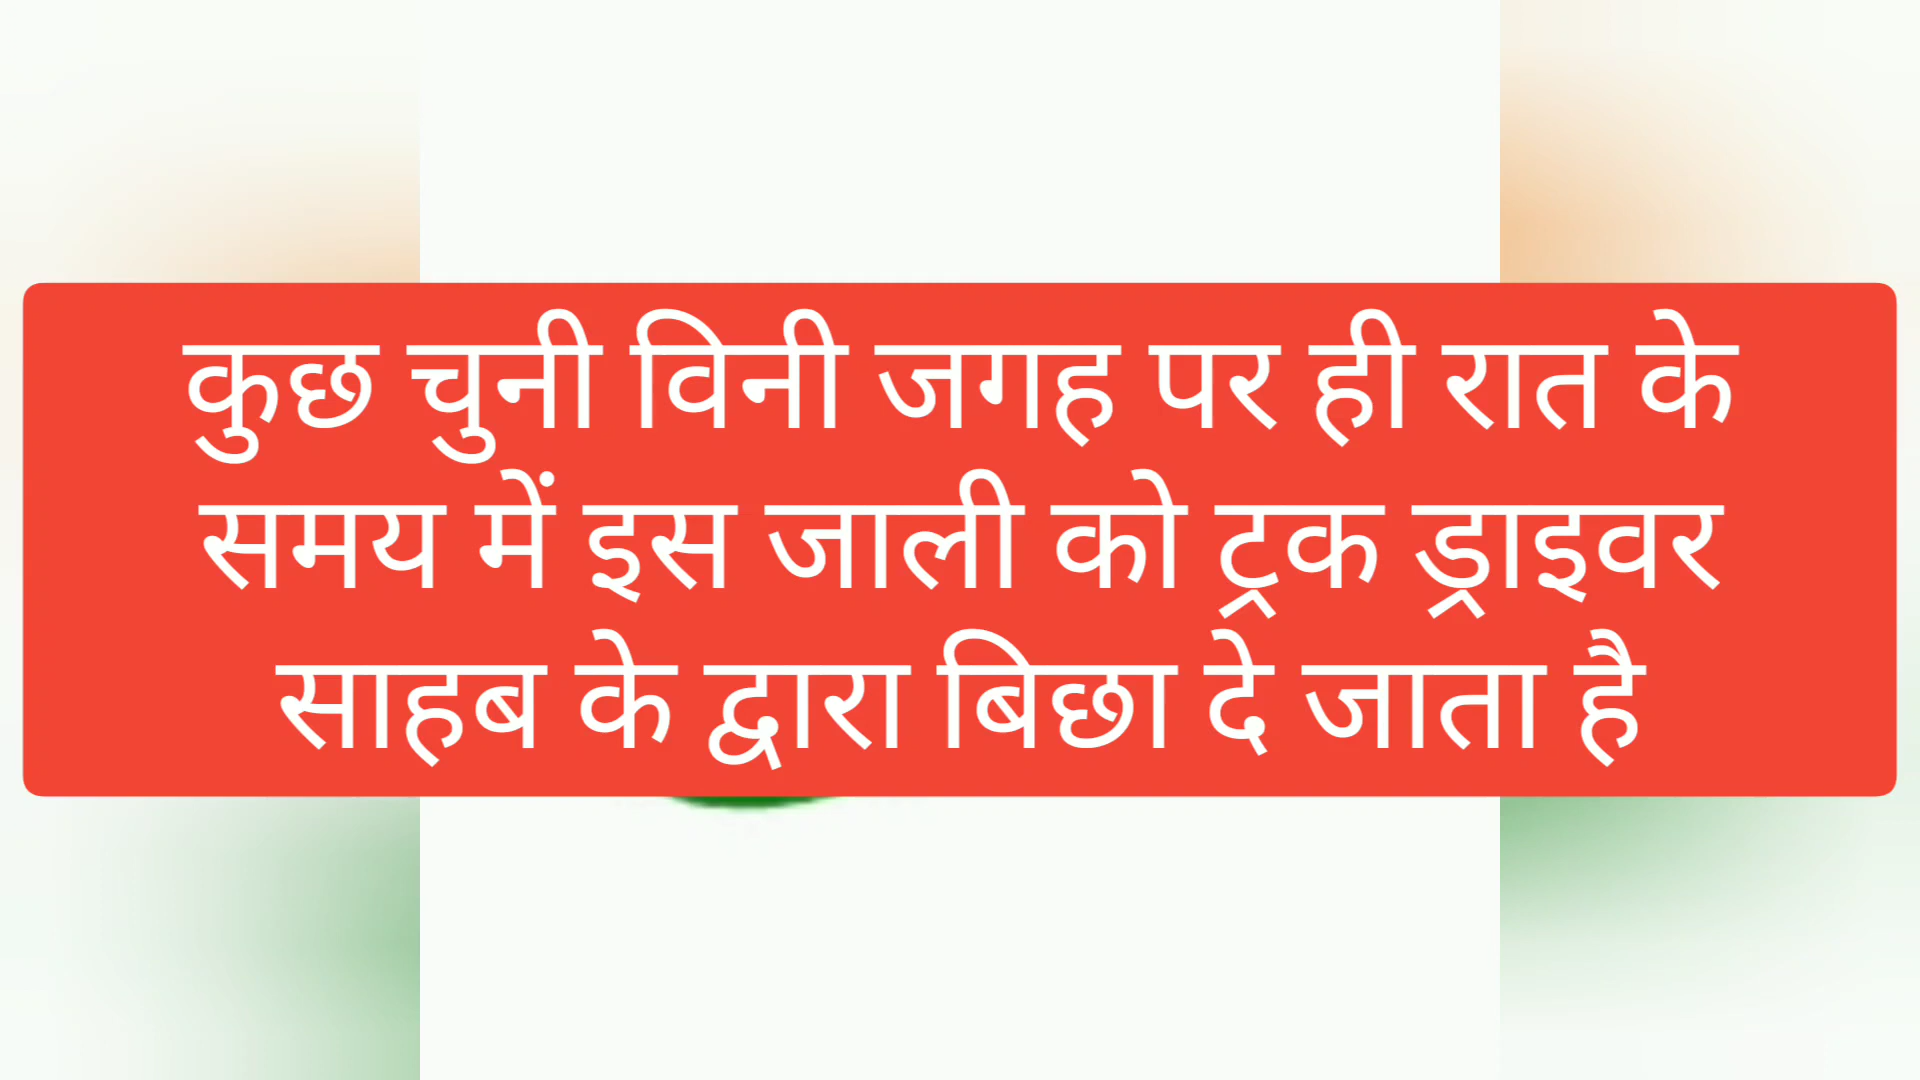 कुछ चुनी विनी जगह पर ही रात के
समय में इस जाली को ट्रक ड्राइवर
साहब के द्वारा बिछा दे जाता है